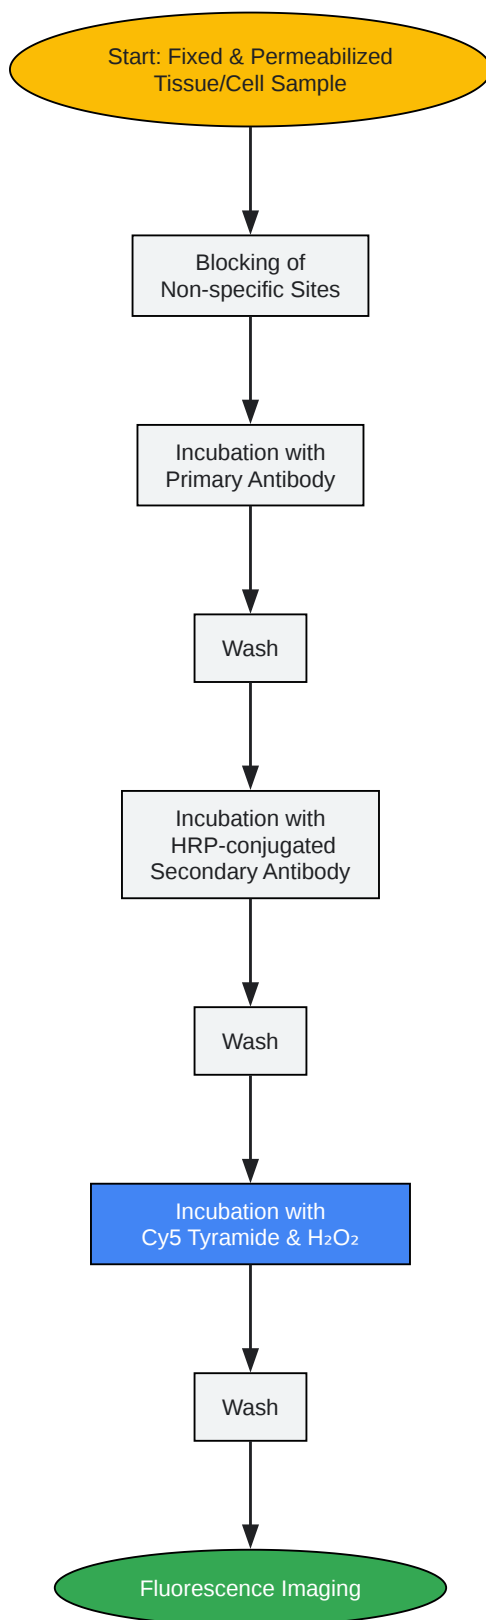 Start: Fixed & Permeabilized
Tissue/Cell Sample
Blocking of
Non-specific Sites
Incubation with
Primary Antibody
Wash
Incubation with
HRP-conjugated
Secondary Antibody
Wash
Incubation with
Cy5 Tyramide & H₂O₂
Wash
Fluorescence Imaging